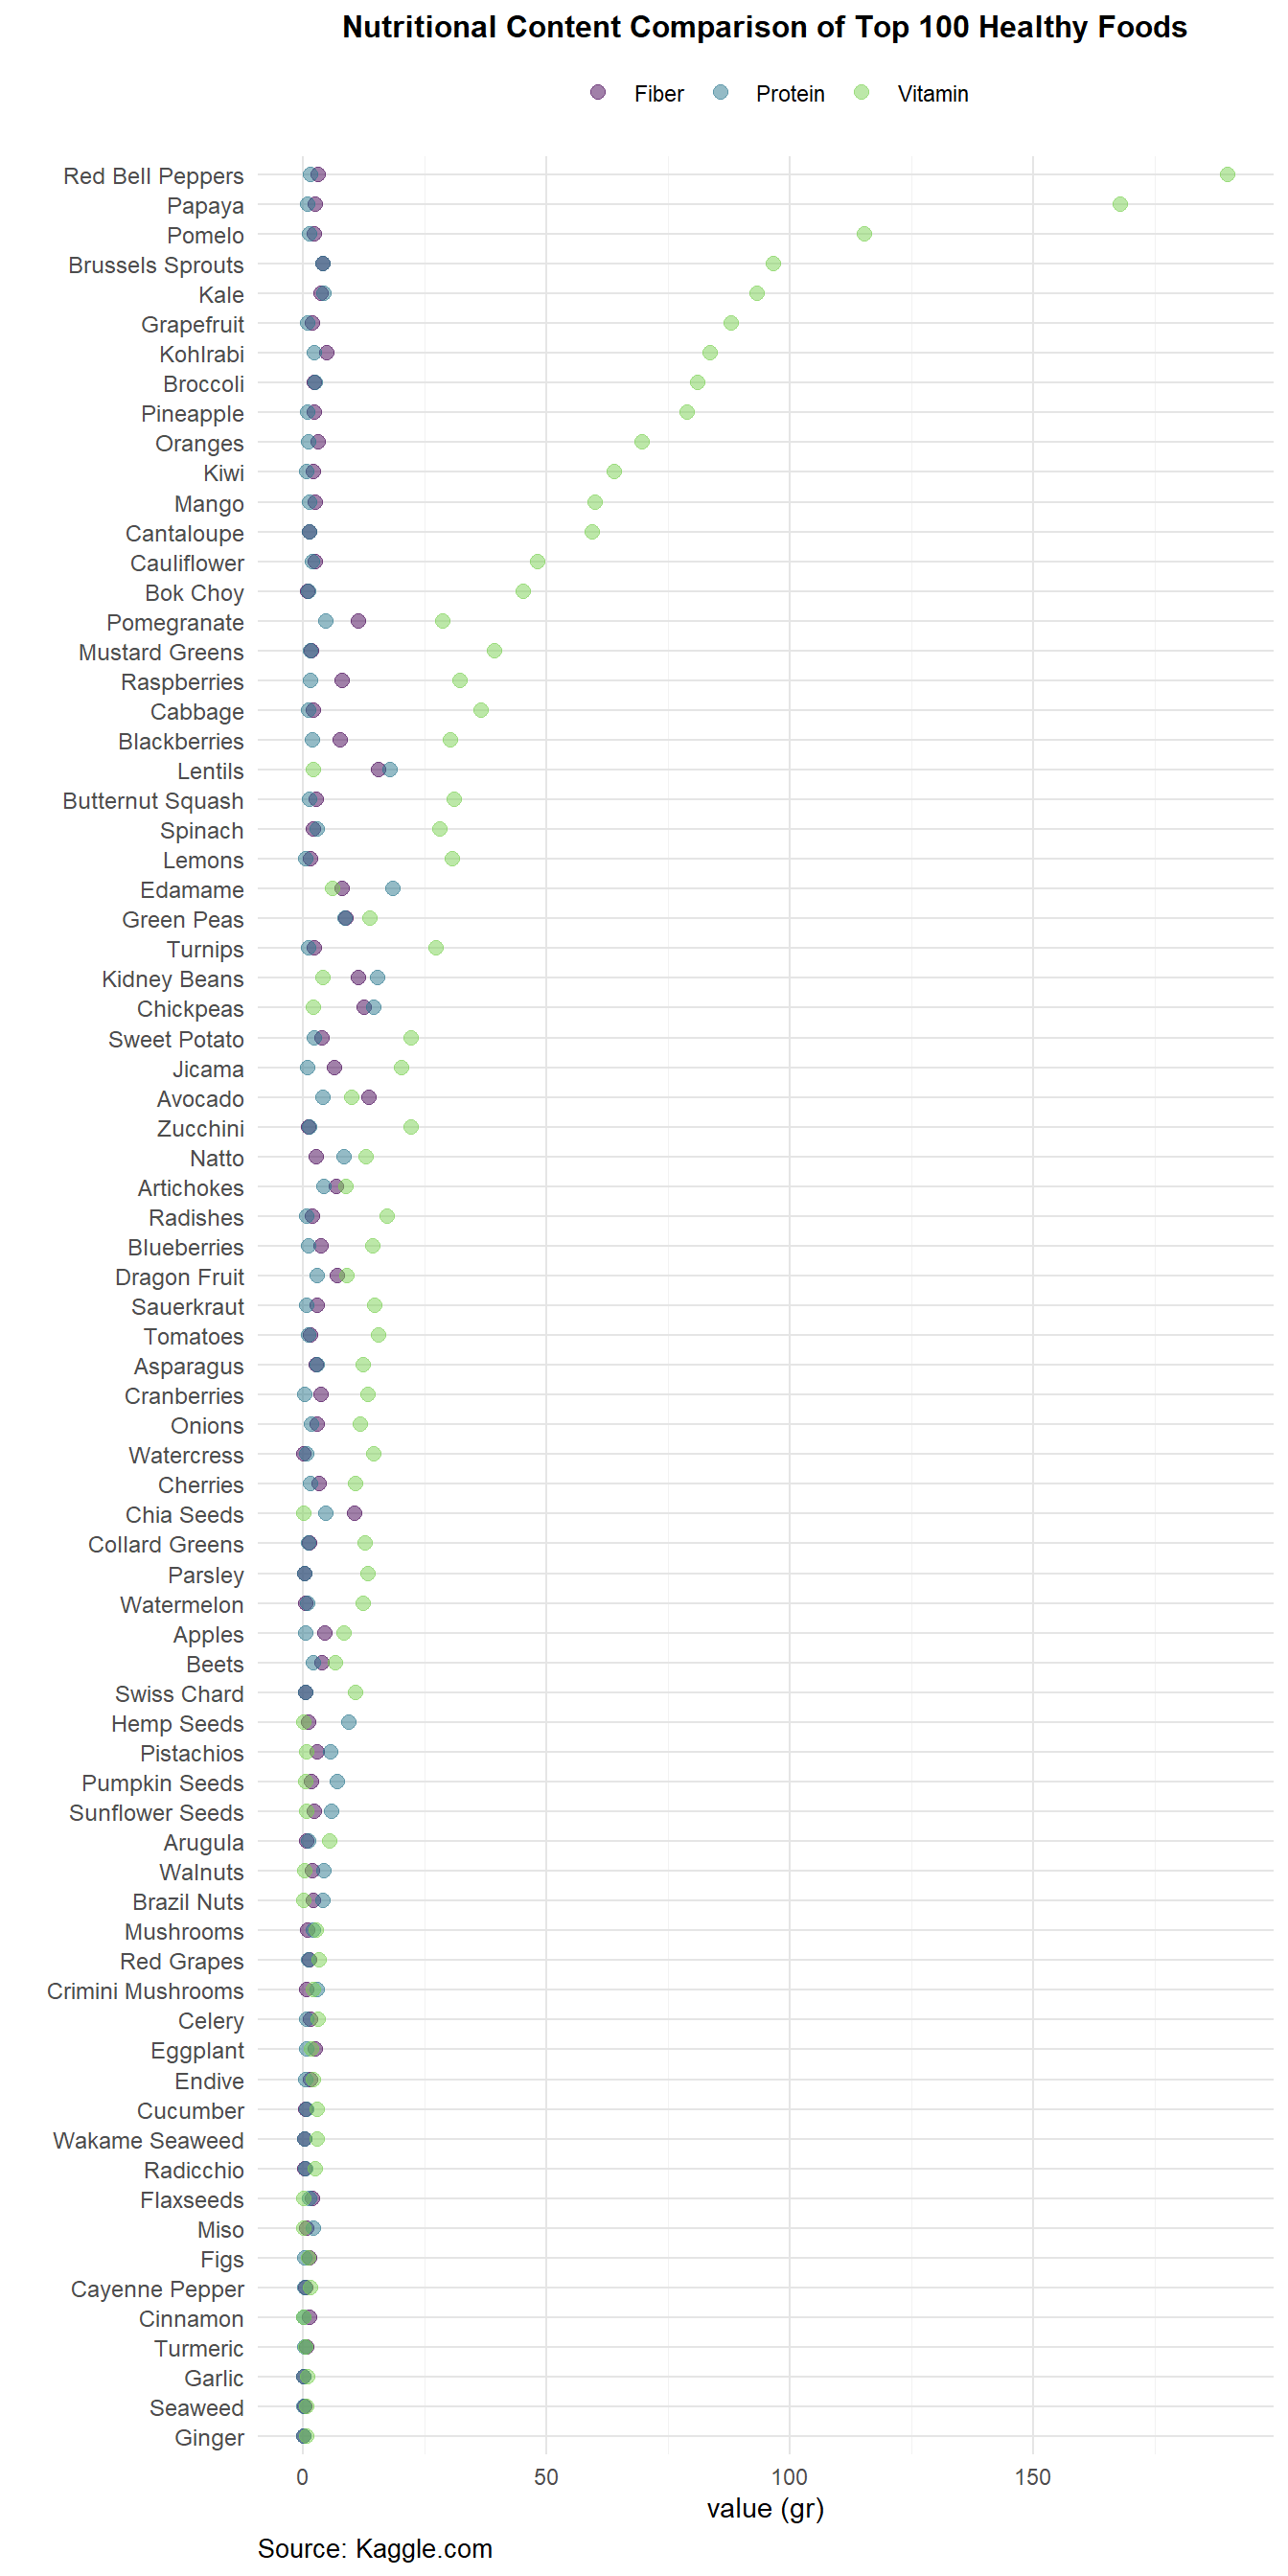 Nutritional Content Comparison of Top 100 Healthy Foods
Fiber Protein Vitamin
Red Bell Peppers
Papaya
Pomelo
Brussels Sprouts
Kale
Grapefruit
Kohlrabi
Broccoli
Pineapple
Oranges
Kiwi
Mango
Cantaloupe
Cauliflower
Bok Choy
Pomegranate
Mustard Greens
Raspberries
Cabbage
Blackberries
Lentils
Butternut Squash
Spinach
Lemons
Edamame
Green Peas
Turnips
Kidney Beans
Chickpeas
Sweet Potato
Jicama
Avocado
Zucchini
Natto
Artichokes
Radishes
Blueberries
Dragon Fruit
Sauerkraut
Tomatoes
Asparagus
Cranberries
Onions
Watercress
Cherries
Chia Seeds
Collard Greens
Parsley
Watermelon
Apples
Beets
Swiss Chard
Hemp Seeds
Pistachios
Pumpkin Seeds
Sunflower Seeds
Arugula
Walnuts
Brazil Nuts
Mushrooms
Red Grapes
Crimini Mushrooms
Celery
Eggplant
Endive
Cucumber
Wakame Seaweed
Radicchio
Flaxseeds
Miso
Figs
Cayenne Pepper
Cinnamon
Turmeric
Garlic
Seaweed
Ginger
0 50 100 150
value (gr)
Source: Kaggle.com